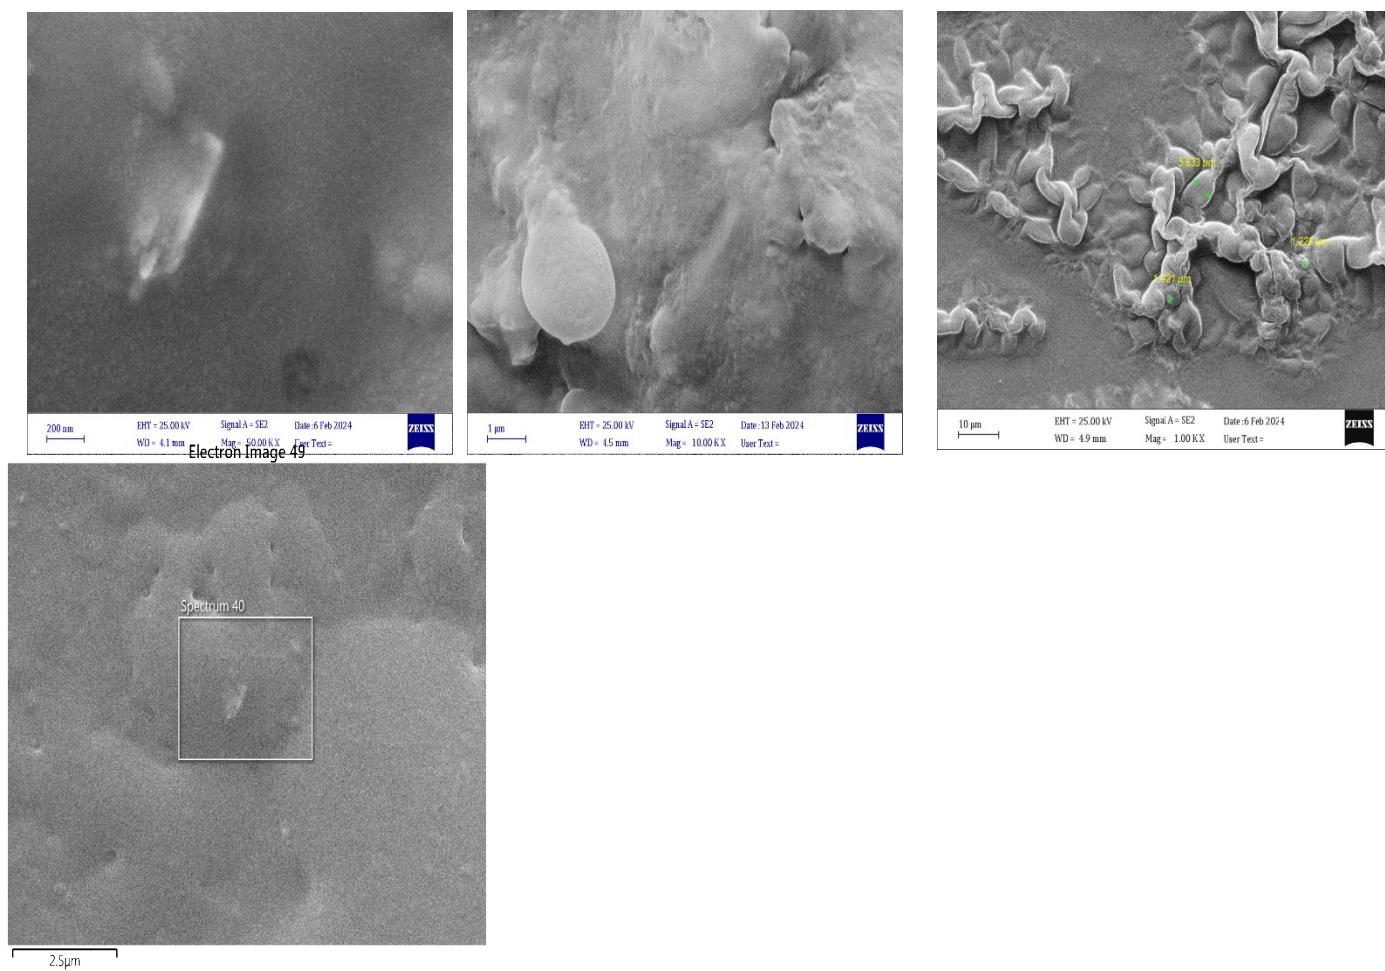 200 nm
EHT = 25.00 kV
Signal A = SE2
Date :6 Feb 2024
ZEISS
WD = 4.1 mm
Mag = 50.00 K X
User Text =
1 µm
EHT = 25.00 kV
Signal A = SE2
Date :13 Feb 2024
ZEISS
WD = 4.5 mm
Mag = 10.00 K X
User Text =
µm
µm
µm
10 µm
EHT = 25.00 kV
Signal A = SE2
Date :6 Feb 2024
ZEISS
WD = 4.9 mm
Mag = 1.00 K X
User Text =
Electron Image 49
Spectrum 40
2.5µm